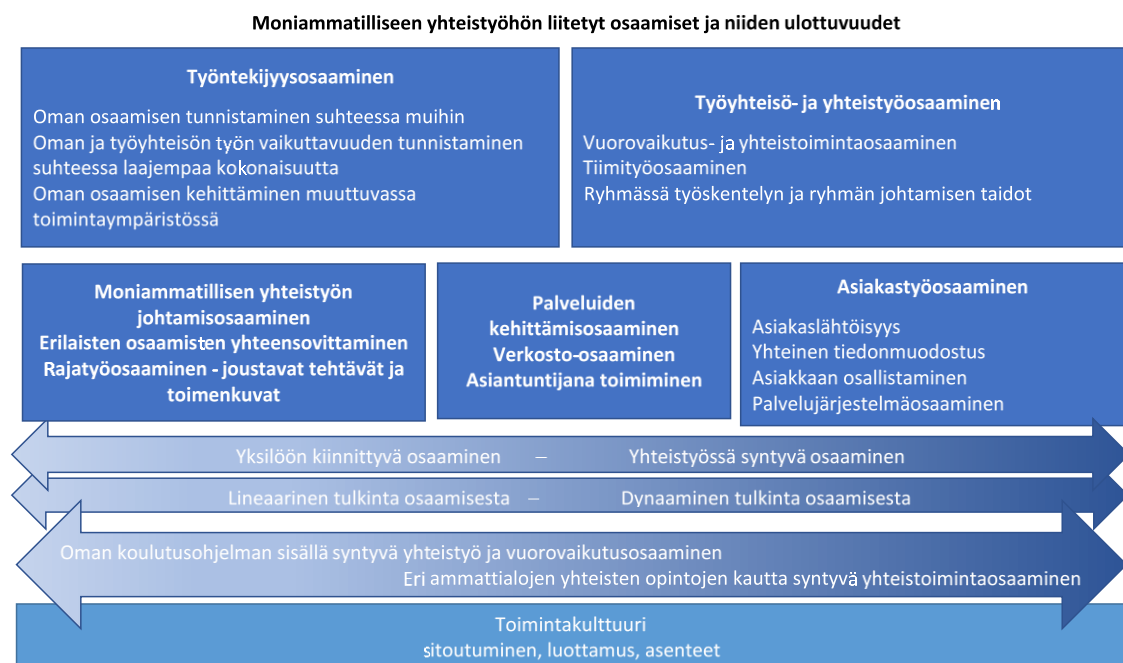 Moniammatilliseen yhteistyöhön liitetyt osaamiset ja niiden ulottuvuudet
Työntekijyysosaaminen
Oman osaamisen tunnistaminen suhteessa muihin
Oman ja työyhteisön työn vaikuttavuuden tunnistaminen
suhteessa laajempaa kokonaisuutta
Oman osaamisen kehittäminen muuttuvassa
toimintaympäristössä
Työyhteisö- ja yhteistyöosaaminen
Vuorovaikutus- ja yhteistoimintaosaaminen
Tiimityöosaaminen
Ryhmässä työskentelyn ja ryhmän johtamisen taidot
Moniammatillisen yhteistyön
johtamisosaaminen
Erilaisten osaamisten yhteensovittaminen
Rajatyöosaaminen - joustavat tehtävät ja
toimenkuvat
Palveluiden
kehittämisosaaminen
Verkosto-osaaminen
Asiantuntijana toimiminen
Asiakastyöosaaminen
Asiakaslähtöisyys
Yhteinen tiedonmuodostus
Asiakkaan osallistaminen
Palvelujärjestelmäosaaminen
Yksilöön kiinnittyvä osaaminen – Yhteistyössä syntyvä osaaminen
Lineaarinen tulkinta osaamisesta – Dynaaminen tulkinta osaamisesta
Oman koulutusohjelman sisällä syntyvä yhteistyö ja vuorovaikutusosaaminen
Eri ammattialojen yhteisten opintojen kautta syntyvä yhteistoimintaosaaminen
Toimintakulttuuri
sitoutuminen, luottamus, asenteet